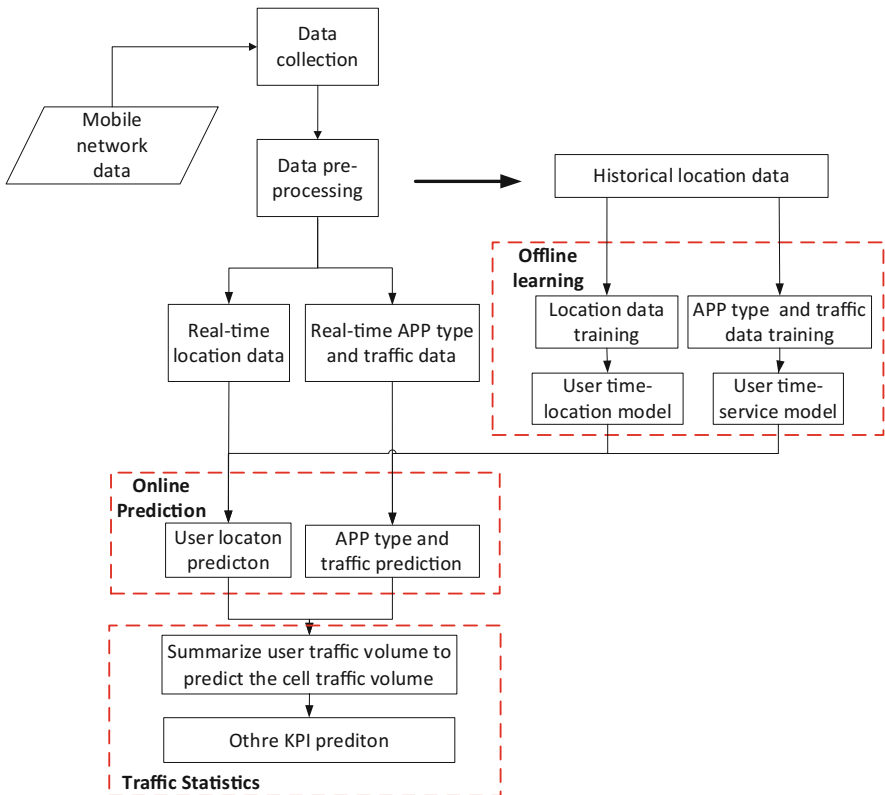 Data
collection
Mobile
network
data
Data pre-
processing
Historical location data
Offline
learning
Real-time
location data
Real-time APP type
and traffic data
Location data
training
APP type and traffic
data training
User time-
location model
User time-
service model
Online
Prediction
User locaton
predicton
APP type and
traffic prediction
Summarize user traffic volume to
predict the cell traffic volume
Othre KPI prediton
Traffic Statistics